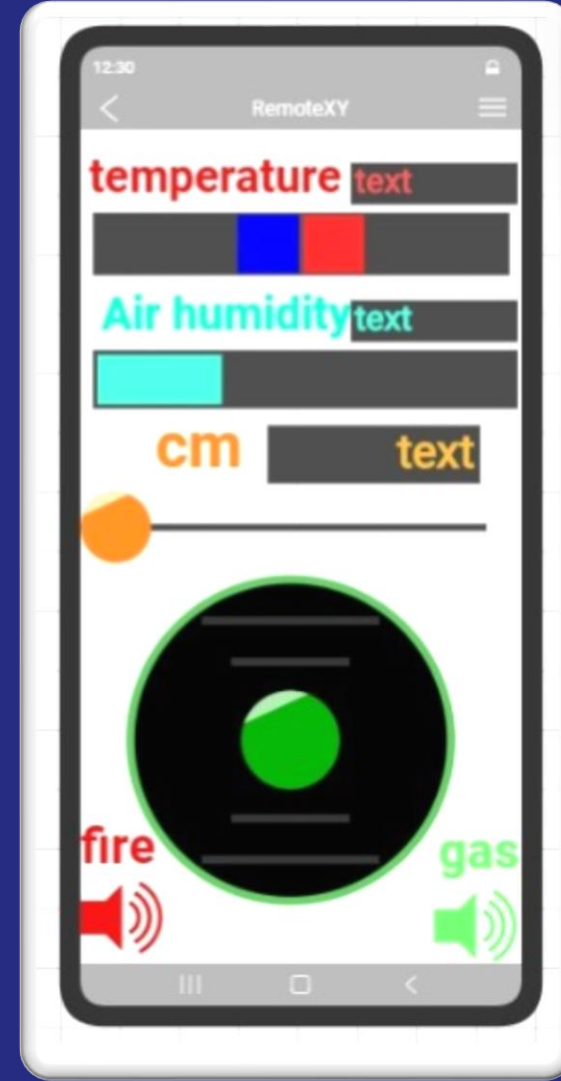 12:30
RemoteXY
temperature text
Air humidity text
cm text
fire gas